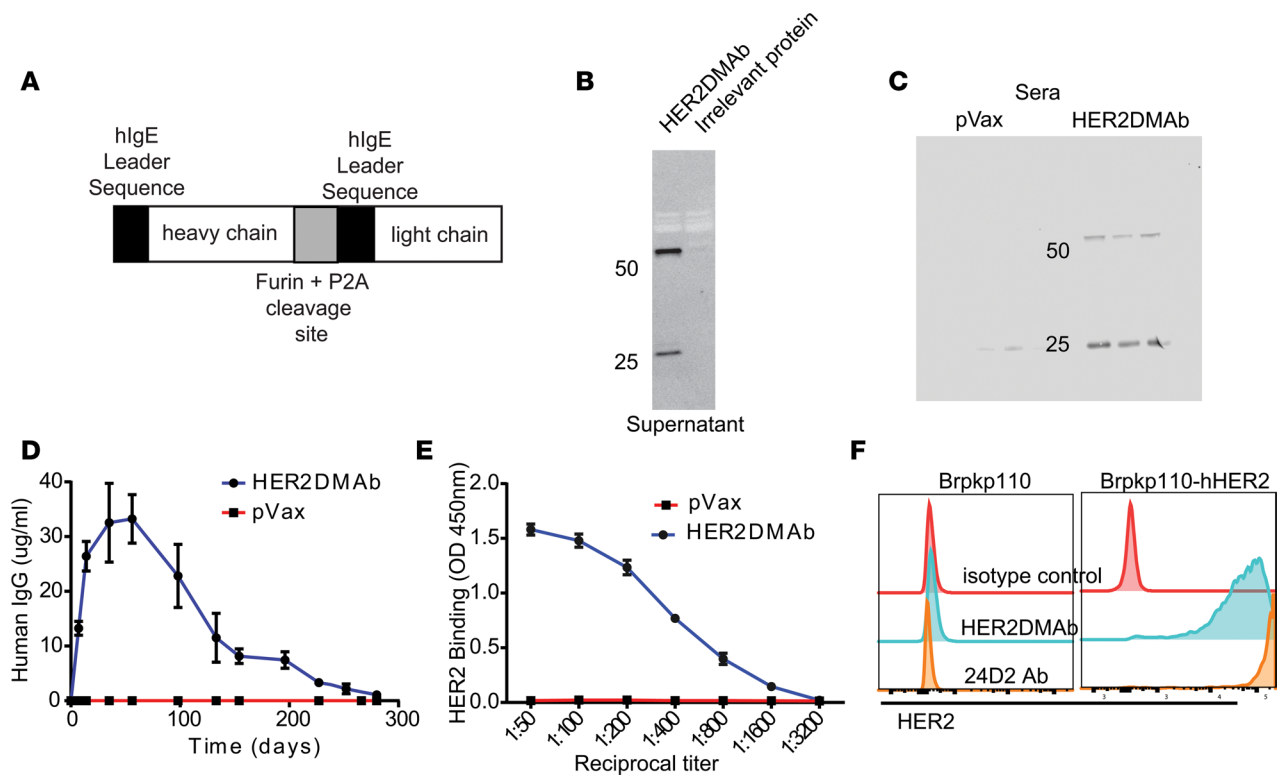 A
hIgE
Leader
Sequence
hIgE
Leader
Sequence
heavy chain
light chain
Furin + P2A
cleavage
site
B
HER2DMAb
Irrelevant protein
50
25
Supernatant
C
Sera
pVax
HER2DMAb
50
25
D
Human IgG (ug/ml)
40
30
20
10
0
0
100
200
300
Time (days)
HER2DMAb
pVax
E
HER2 Binding (OD 450nm)
2.0
1.5
1.0
0.5
0.0
1:50
1:100
1:200
1:400
1:800
1:1600
1:3200
Reciprocal titer
pVax
HER2DMAb
F
Brpkp110
Brpkp110-hHER2
isotype control
HER2DMAb
24D2 Ab
3
4
5
HER2